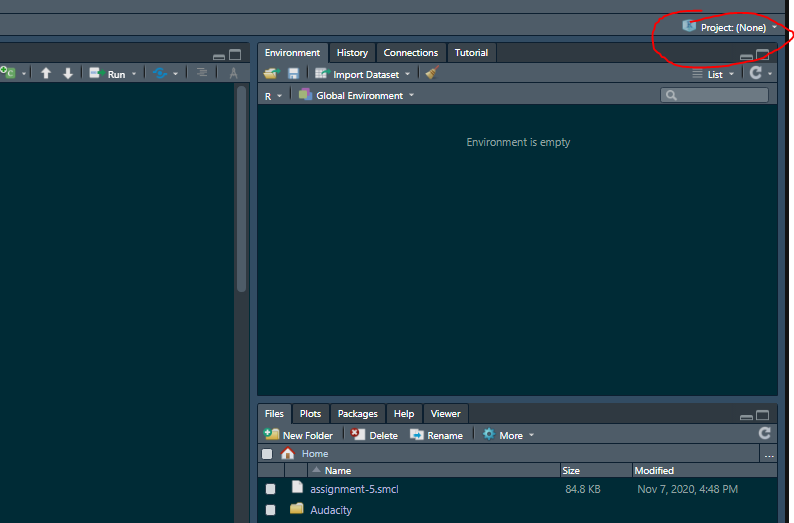 Project: (None)
Environment History Connections Tutorial
Run Import Dataset List
R Global Environment
Environment is empty
Files Plots Packages Help Viewer
New Folder Delete Rename More
Home ...
Name Size Modified
assignment-5.smcl 84.8 KB Nov 7, 2020, 4:48 PM
Audacity